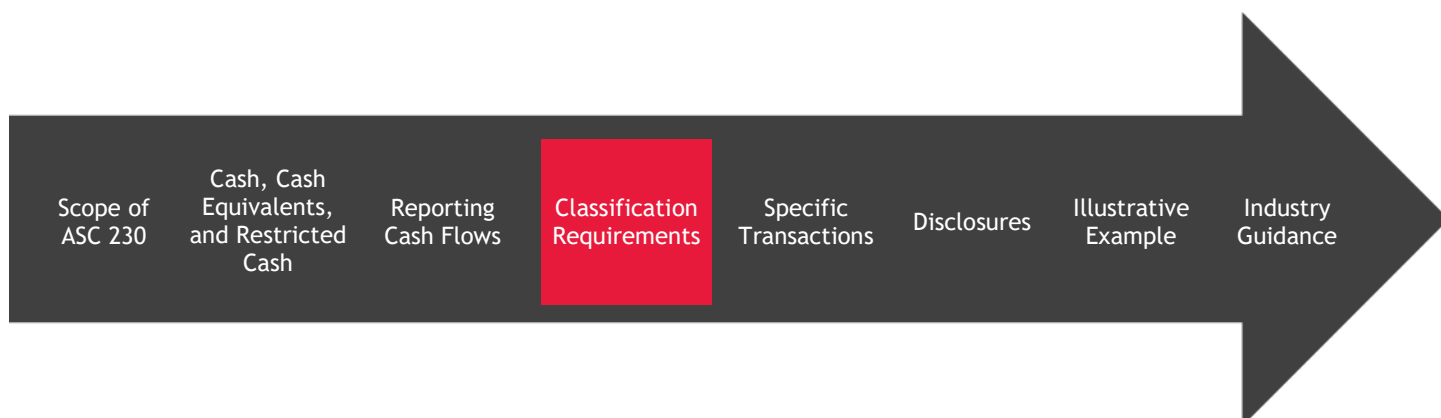 Scope of
ASC 230
Cash, Cash
Equivalents,
and Restricted
Cash
Reporting
Cash Flows
Classification
Requirements
Specific
Transactions
Disclosures
Illustrative
Example
Industry
Guidance